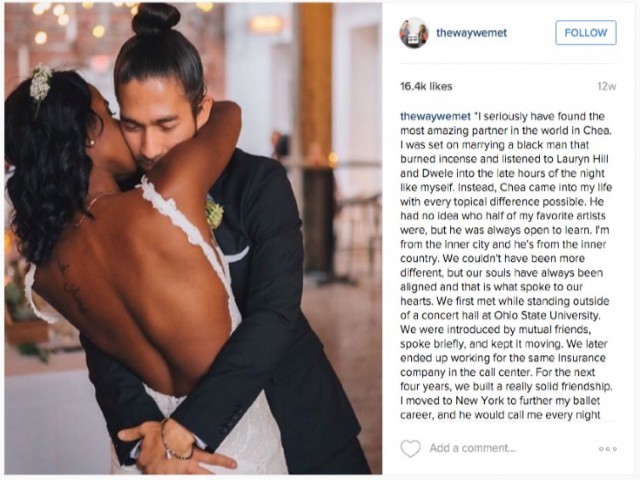 thewaywemet
FOLLOW
16.4k likes
12w
thewaywemet "I seriously have found the
most amazing partner in the world in Chea.
I was set on marrying a black man that
burned incense and listened to Lauryn Hill
and Dwele into the late hours of the night
like myself. Instead, Chea came into my life
with every topical difference possible. He
had no idea who half of my favorite artists
were, but he was always open to learn. I'm
from the inner city and he's from the inner
country. We couldn't have been more
different, but our souls have always been
aligned and that is what spoke to our
hearts. We first met while standing outside
of a concert hall at Ohio State University.
We were introduced by mutual friends,
spoke briefly, and kept it moving. We later
ended up working for the same Insurance
company in the call center. For the next
four years, we built a really solid friendship.
I moved to New York to further my ballet
career, and he would call me every night
Add a comment...